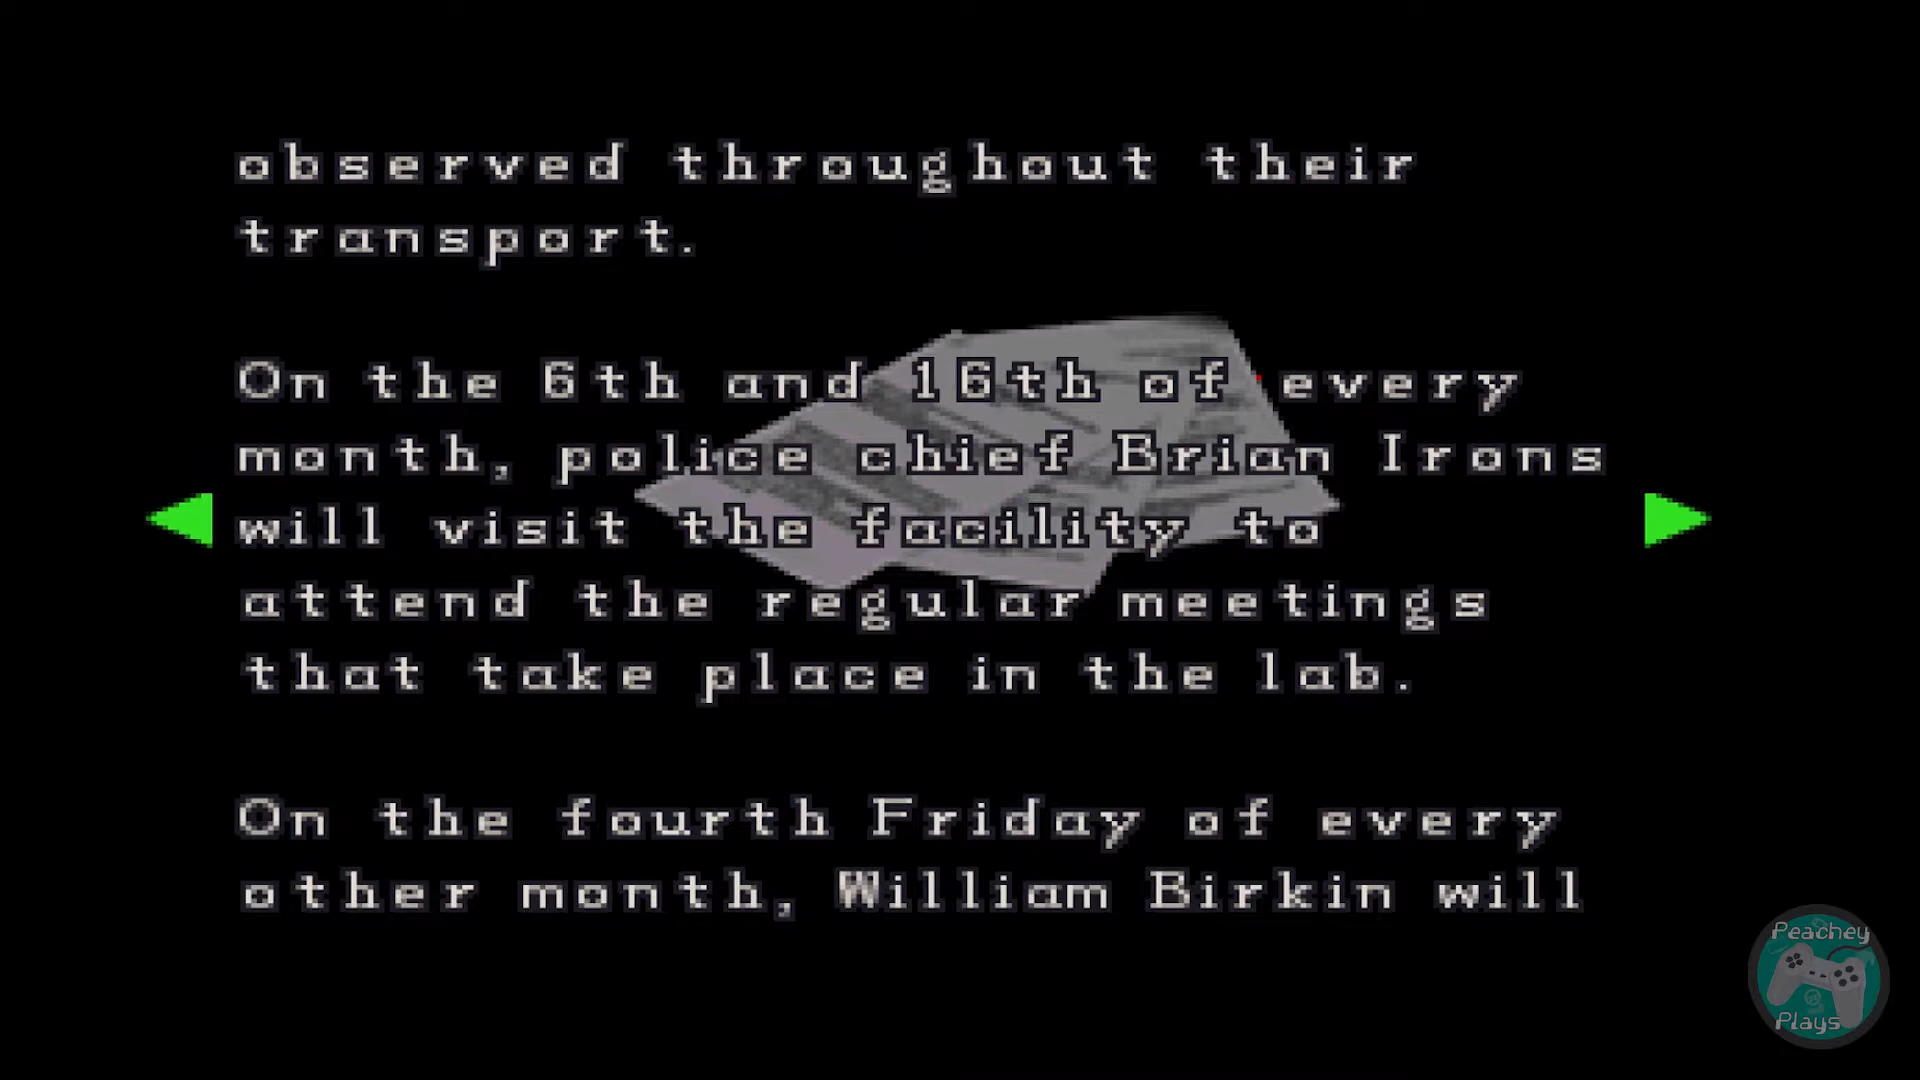 observed throughout their
transport.
On the 6th and 16th of every
month, police chief Brian Irons
will visit the facility to
attend the regular meetings
that take place in the lab.
On the fourth Friday of every
other month, William Birkin will
Peachey
Plays